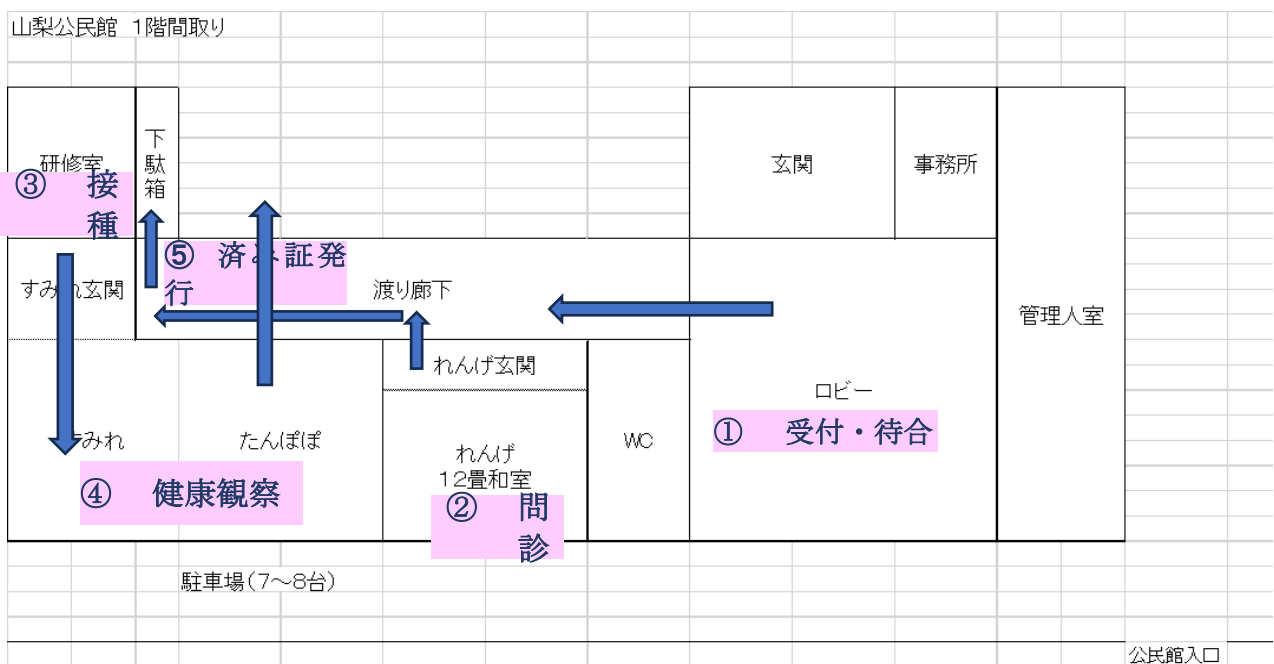 山梨公民館 1階間取り
研修室
下
駄
箱
玄関
事務所
③ 接
種
⑤ 済み証発
行
すみれ玄関
渡り廊下
管理人室
れんげ玄関
ロビー
① 受付・待合
すみれ
たんぽぽ
れんげ
12畳和室
WC
④ 健康観察
② 問
診
駐車場(7～8台)
公民館入口